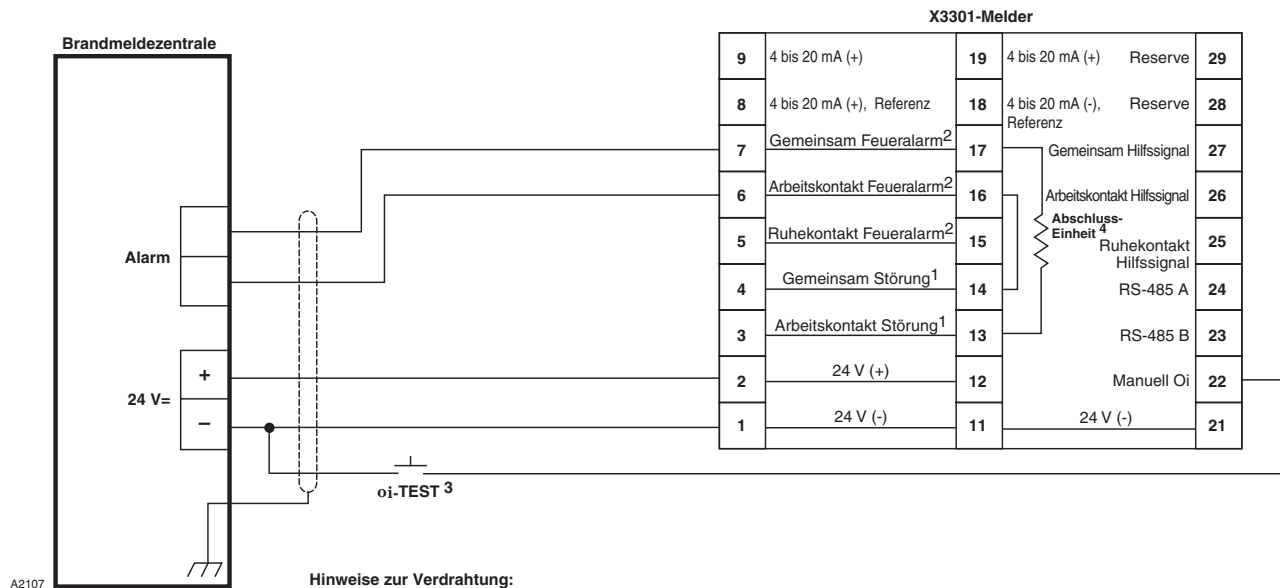 X3301-Melder
Brandmeldezentrale
9 4 bis 20 mA (+) 19 4 bis 20 mA (+) Reserve 29
8 4 bis 20 mA (+), Referenz 18 4 bis 20 mA (-), Reserve 28
Referenz
7 Gemeinsam Feueralarm2 17 Gemeinsam Hilfssignal 27
6 Arbeitskontakt Feueralarm2 16 Arbeitskontakt Hilfssignal 26
Abschluss-
Einheit 4
Alarm
5 Ruhekontakt Feueralarm2 15 Ruhekontakt 25
Hilfssignal
4 Gemeinsam Störung1 14 RS-485 A 24
3 Arbeitskontakt Störung1 13 RS-485 B 23
+ 2 24 V (+) 12 Manuell Oi 22
24 V=
– 1 24 V (-) 11 24 V (-) 21
oi-TEST 3
A2107
Hinweise zur Verdrahtung: